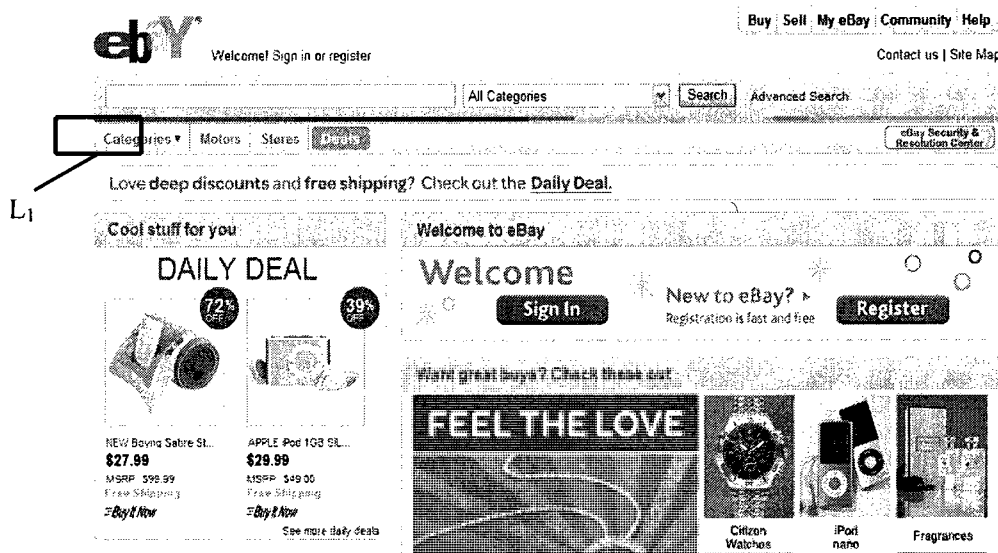 ebY
Buy Sell My eBay Community Help
Welcome! Sign in or register
Contact us | Site Map
All Categories Search Advanced Search
Categories ▾ Motors Stores Deals
eBay Security &
Resolution Center
Love deep discounts and free shipping? Check out the Daily Deal.
L₁
Cool stuff for you
DAILY DEAL
72% OFF
39% OFF
NEW Boyng Sabre St...
$27.99
MSRP $99.99
Free Shipping
Buy It Now
APPLE iPod 1GB SIL...
$29.99
MSRP $49.00
Free Shipping
Buy It Now
See more daily deals
Welcome to eBay
Welcome
Sign In
New to eBay? ▸
Registration is fast and free
Register
Want great buys? Check these out
FEEL THE LOVE
Citizen
Watches
iPod
nano
Fragrances